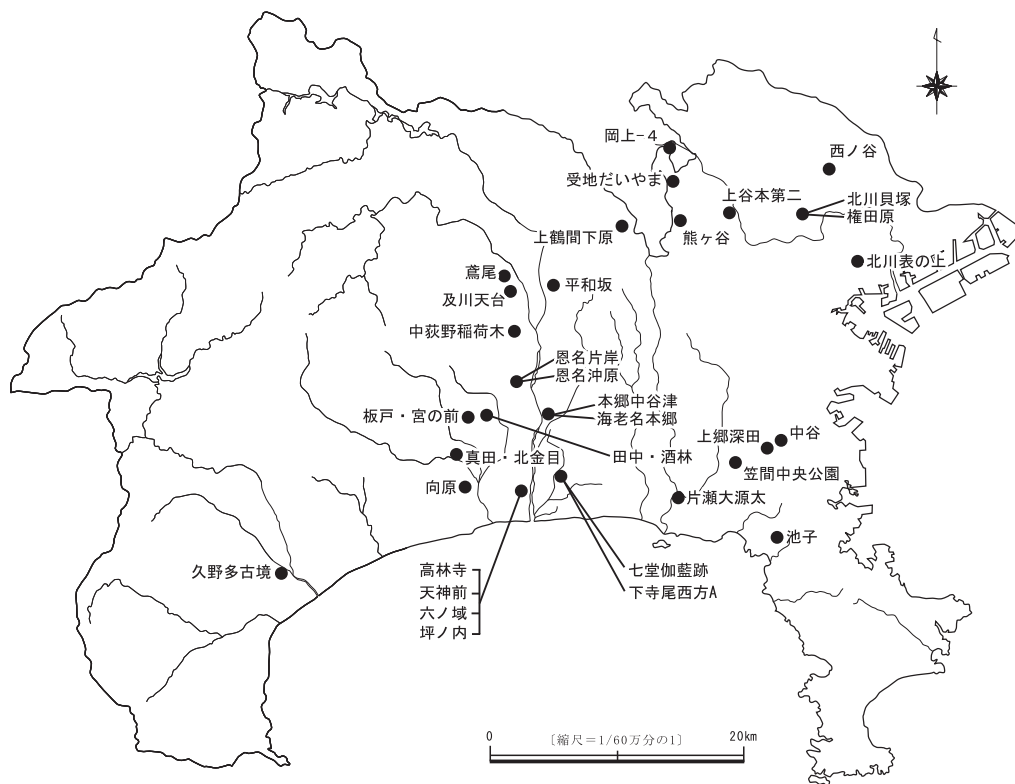 岡上-4
西ノ谷
受地だいやま
上谷本第二
北川貝塚
権田原
上鶴間下原
熊ヶ谷
北川表の上
鳶尾
平和坂
及川天台
中荻野稲荷木
恩名片岸
恩名沖原
本郷中谷津
海老名本郷
板戸・宮の前
上郷深田
中谷
真田・北金目
田中・酒林
笠間中央公園
向原
片瀬大源太
池子
久野多古境
高林寺
天神前
六ノ域
坪ノ内
七堂伽藍跡
下寺尾西方A
0
〔縮尺＝1/60万分の1〕
20km